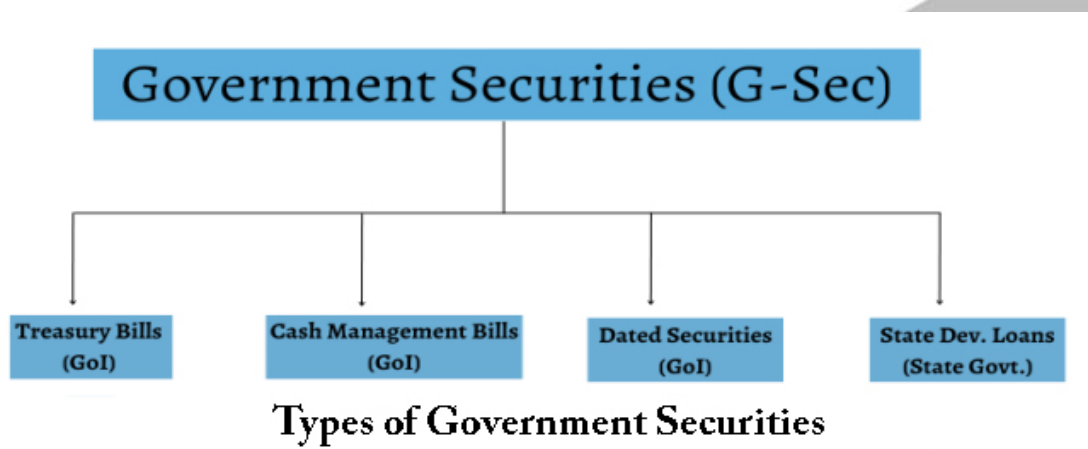 Government Securities (G-Sec)
Treasury Bills
(GoI)
Cash Management Bills
(GoI)
Dated Securities
(GoI)
State Dev. Loans
(State Govt.)
Types of Government Securities